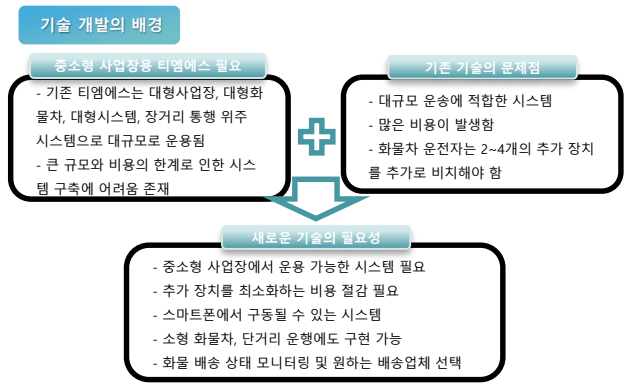 기술 개발의 배경
중소형 사업장용 티엠에스 필요
- 기존 티엠에스는 대형사업장, 대형화
물차, 대형시스템, 장거리 통행 위주
시스템으로 대규모로 운용됨
- 큰 규모와 비용의 한계로 인한 시스
템 구축에 어려움 존재
기존 기술의 문제점
- 대규모 운송에 적합한 시스템
- 많은 비용이 발생함
- 화물차 운전자는 2~4개의 추가 장치
를 추가로 비치해야 함
새로운 기술의 필요성
- 중소형 사업장에서 운용 가능한 시스템 필요
- 추가 장치를 최소화하는 비용 절감 필요
- 스마트폰에서 구동될 수 있는 시스템
- 소형 화물차, 단거리 운행에도 구현 가능
- 화물 배송 상태 모니터링 및 원하는 배송업체 선택